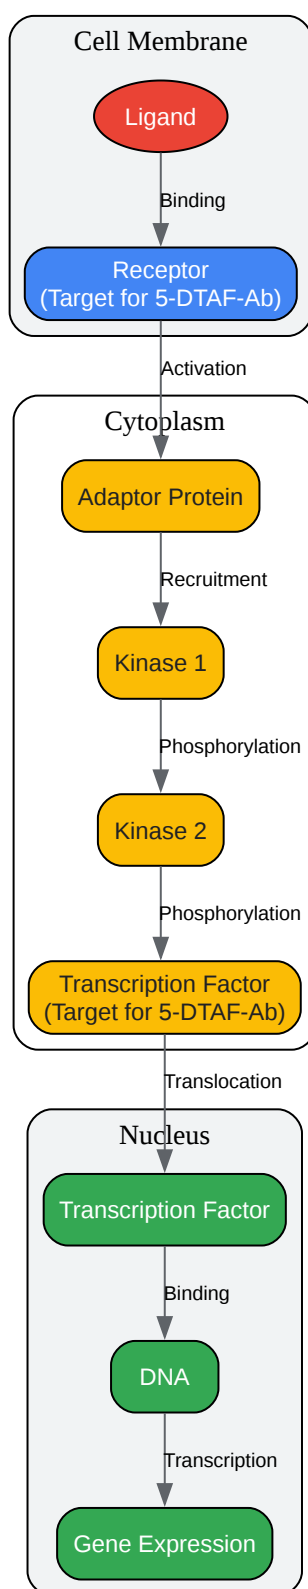 Cell Membrane
Ligand
Binding
Receptor
(Target for 5-DTAF-Ab)
Activation
Cytoplasm
Adaptor Protein
Recruitment
Kinase 1
Phosphorylation
Kinase 2
Phosphorylation
Transcription Factor
(Target for 5-DTAF-Ab)
Translocation
Nucleus
Transcription Factor
Binding
DNA
Transcription
Gene Expression